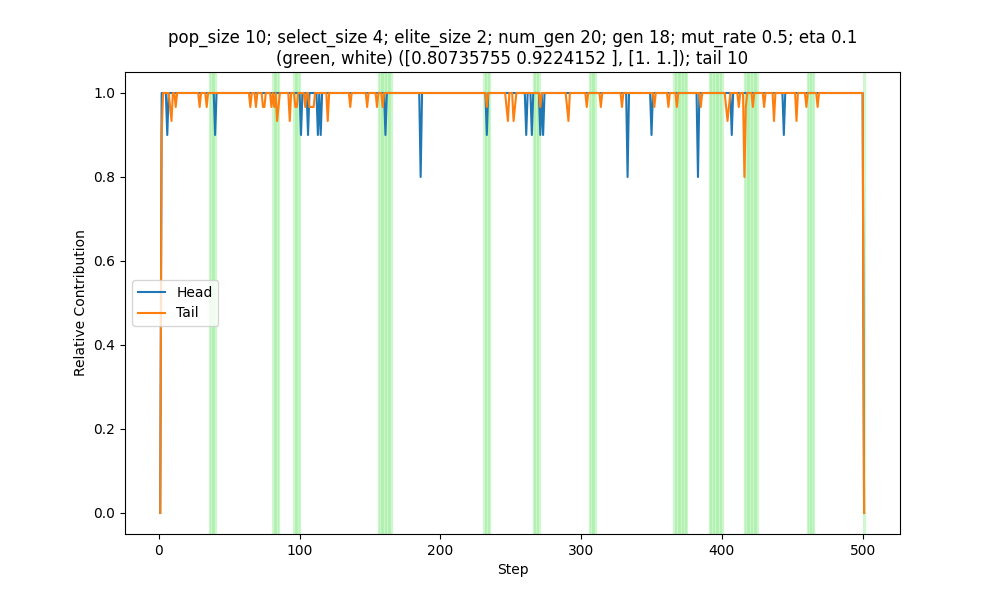 pop_size 10; select_size 4; elite_size 2; num_gen 20; gen 18; mut_rate 0.5; eta 0.1
(green, white) ([0.80735755 0.9224152 ], [1. 1.]); tail 10
1.0
0.8
0.6
0.4
0.2
0.0
Relative Contribution
Head
Tail
0
100
200
300
400
500
Step